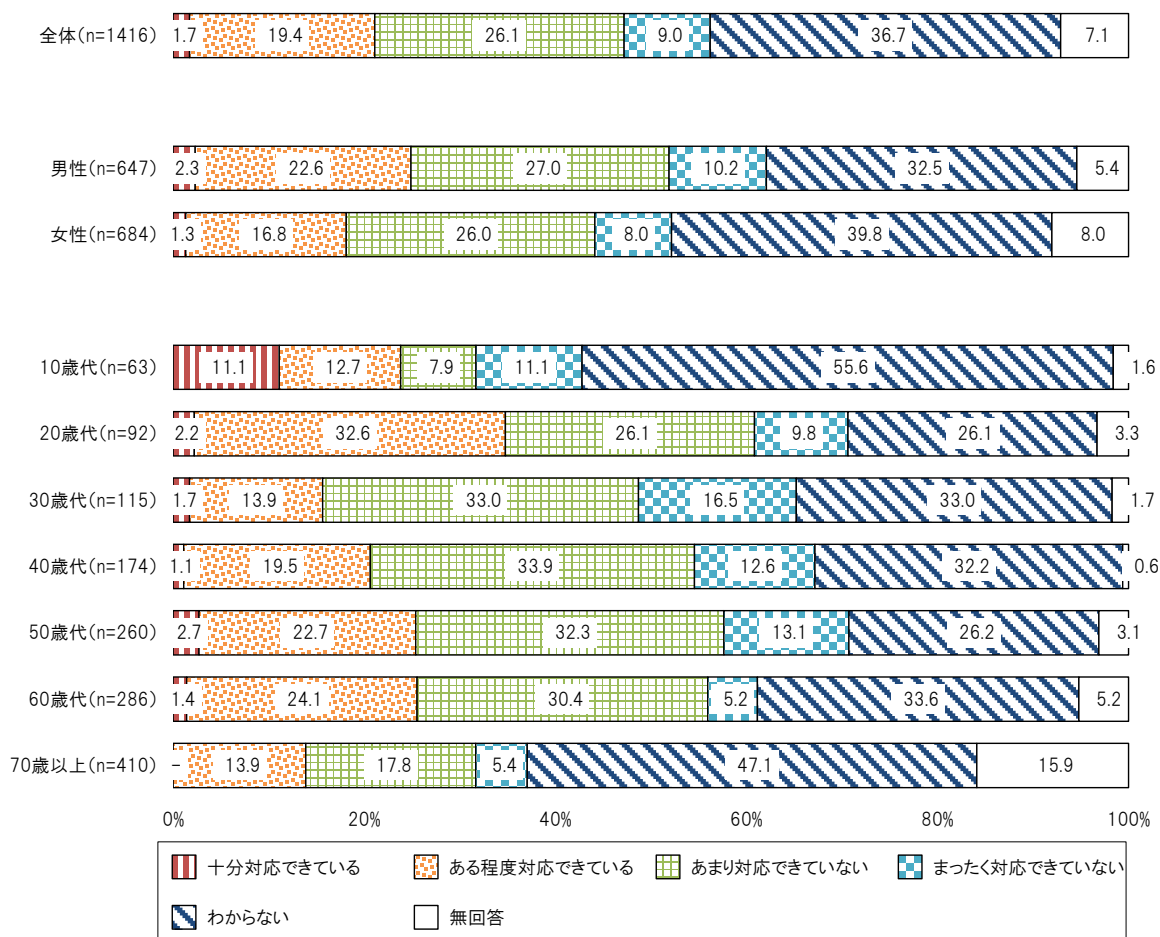 全体(n=1416) 1.7 19.4 26.1 9.0 36.7 7.1
男性(n=647) 2.3 22.6 27.0 10.2 32.5 5.4
女性(n=684) 1.3 16.8 26.0 8.0 39.8 8.0
10歳代(n=63) 11.1 12.7 7.9 11.1 55.6 1.6
20歳代(n=92) 2.2 32.6 26.1 9.8 26.1 3.3
30歳代(n=115) 1.7 13.9 33.0 16.5 33.0 1.7
40歳代(n=174) 1.1 19.5 33.9 12.6 32.2 0.6
50歳代(n=260) 2.7 22.7 32.3 13.1 26.2 3.1
60歳代(n=286) 1.4 24.1 30.4 5.2 33.6 5.2
70歳以上(n=410) − 13.9 17.8 5.4 47.1 15.9
0% 20% 40% 60% 80% 100%
十分対応できている ある程度対応できている あまり対応できていない まったく対応できていない
わからない 無回答